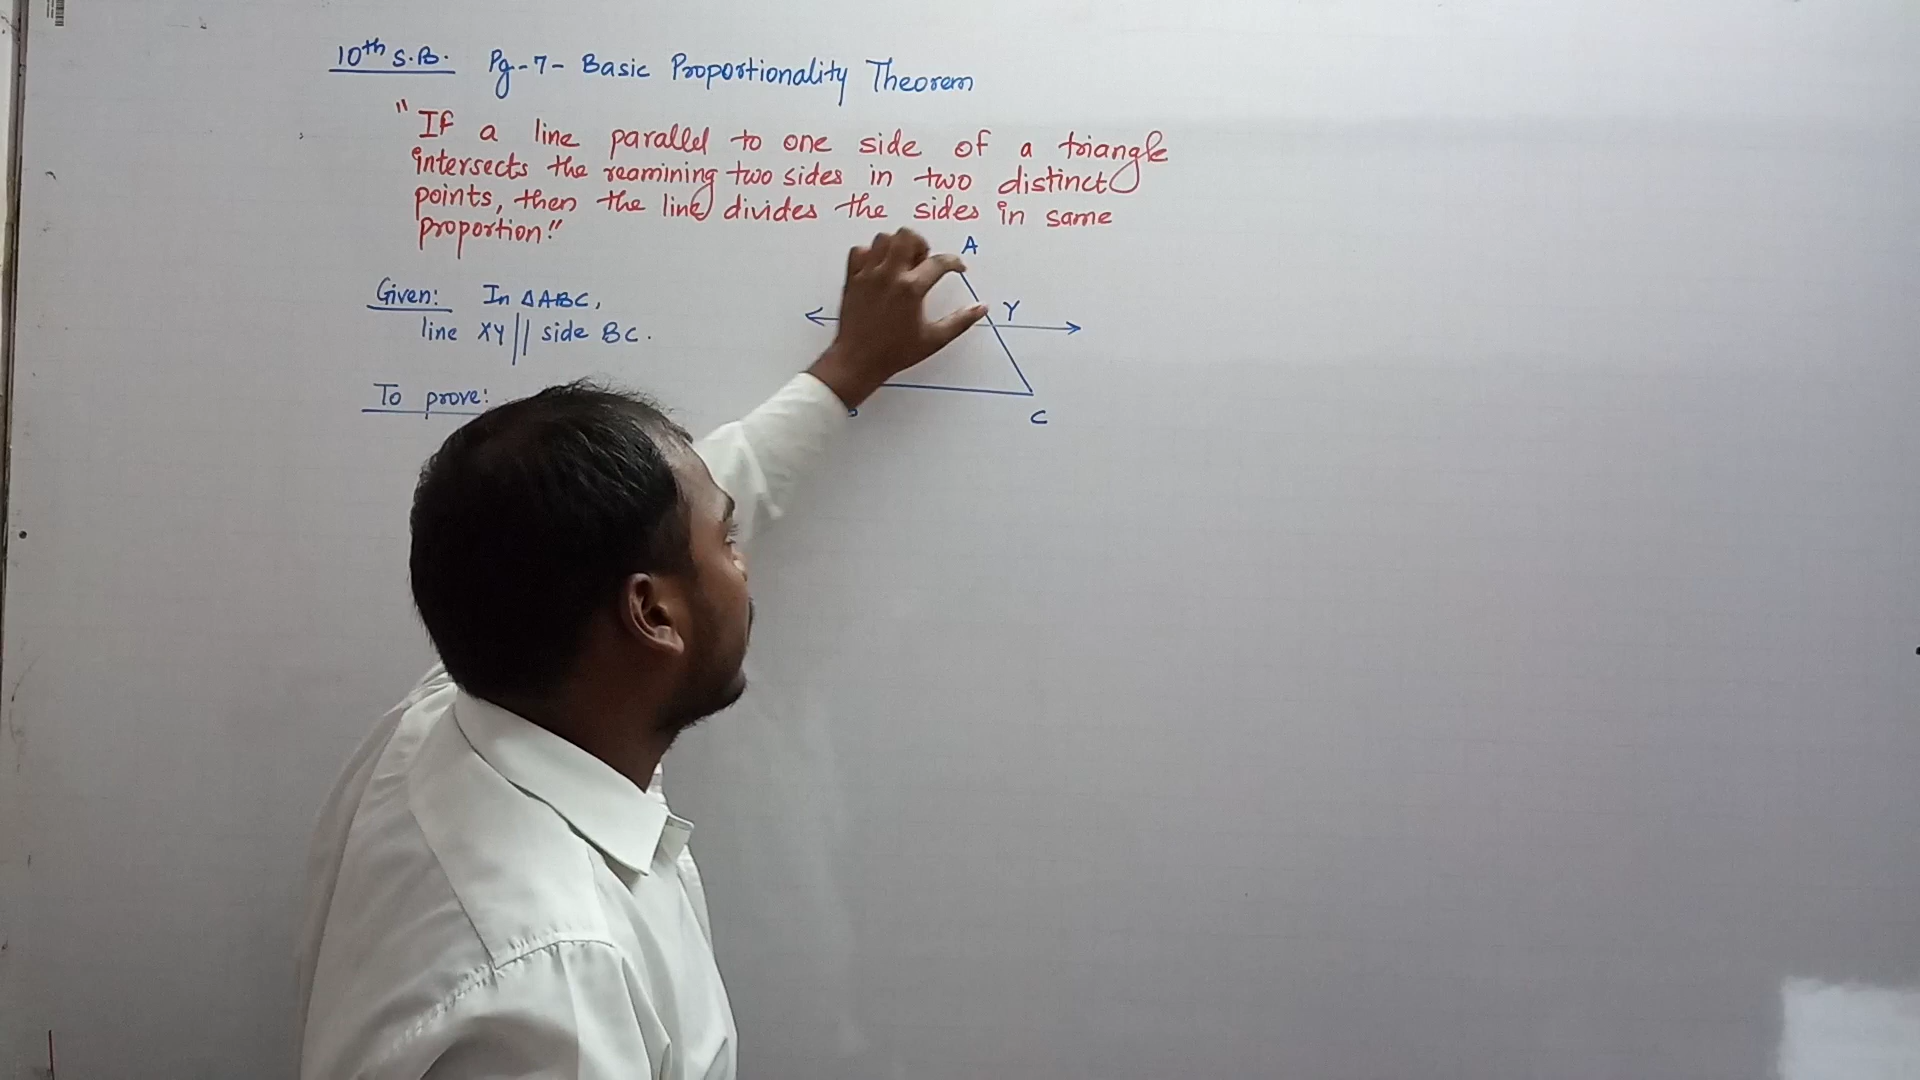 10th S.B. Pg-7- Basic Proportionality Theorem
"If a line parallel to one side of a triangle
intersects the reamining two sides in two distinct
points, then the line divides the sides in same
proportion."
A
Given: In △ABC,
Y
line XY || side BC.
To prove:
C